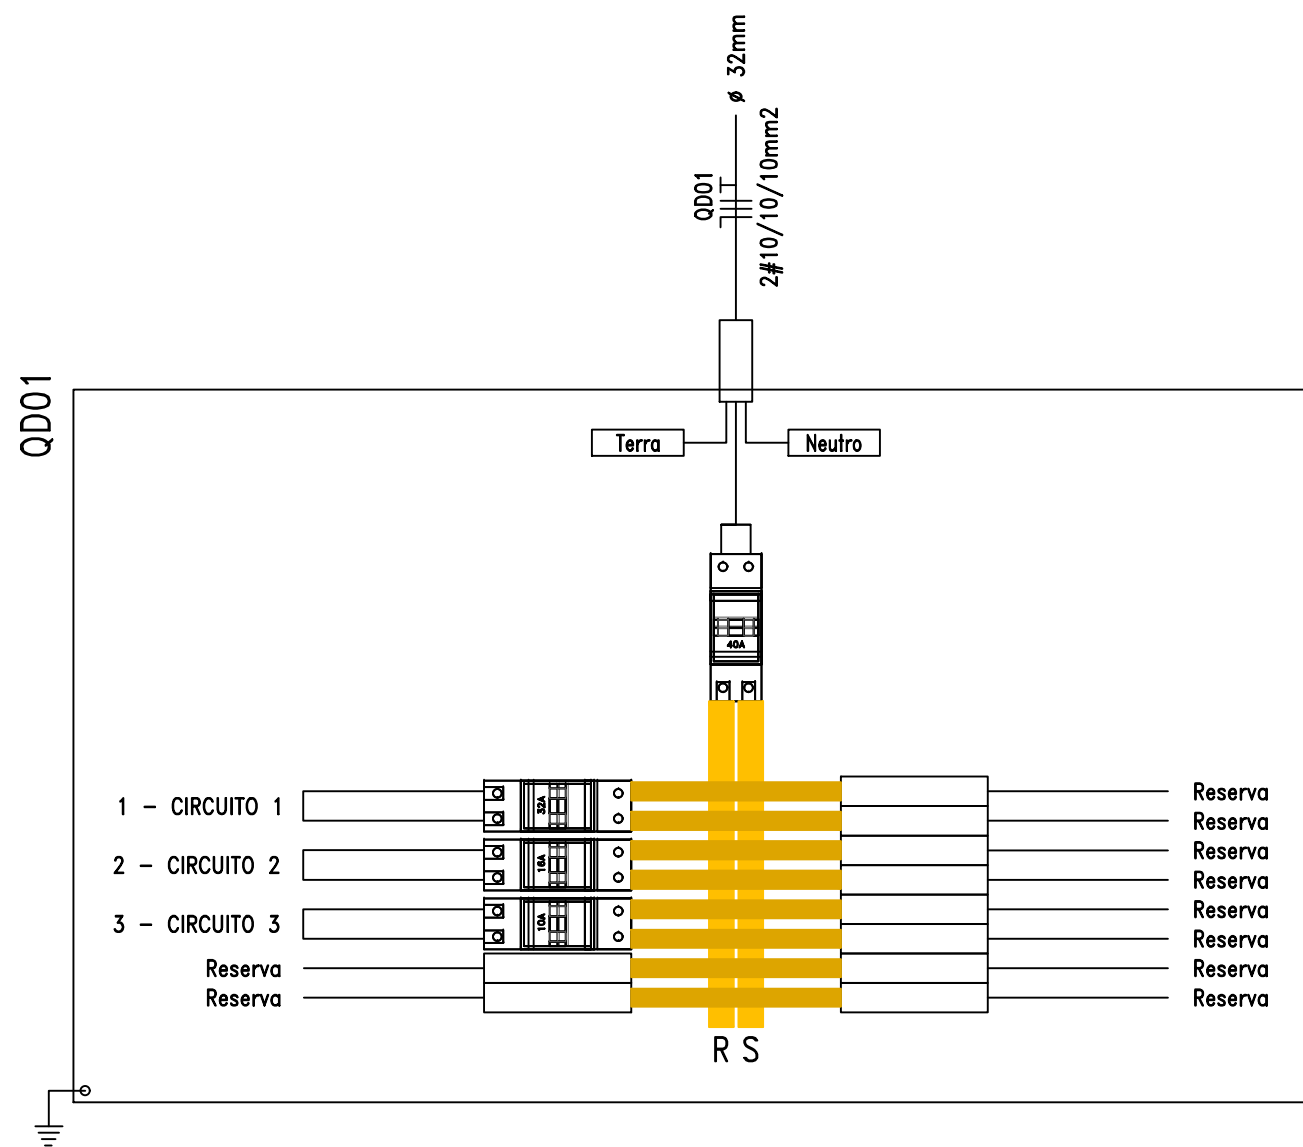 ø 32mm
QD01
2#10/10/10mm2
QD01
Terra
Neutro
40A
1 - CIRCUITO 1
32A
Reserva
Reserva
2 - CIRCUITO 2
16A
Reserva
Reserva
3 - CIRCUITO 3
10A
Reserva
Reserva
Reserva
Reserva
Reserva
Reserva
R S